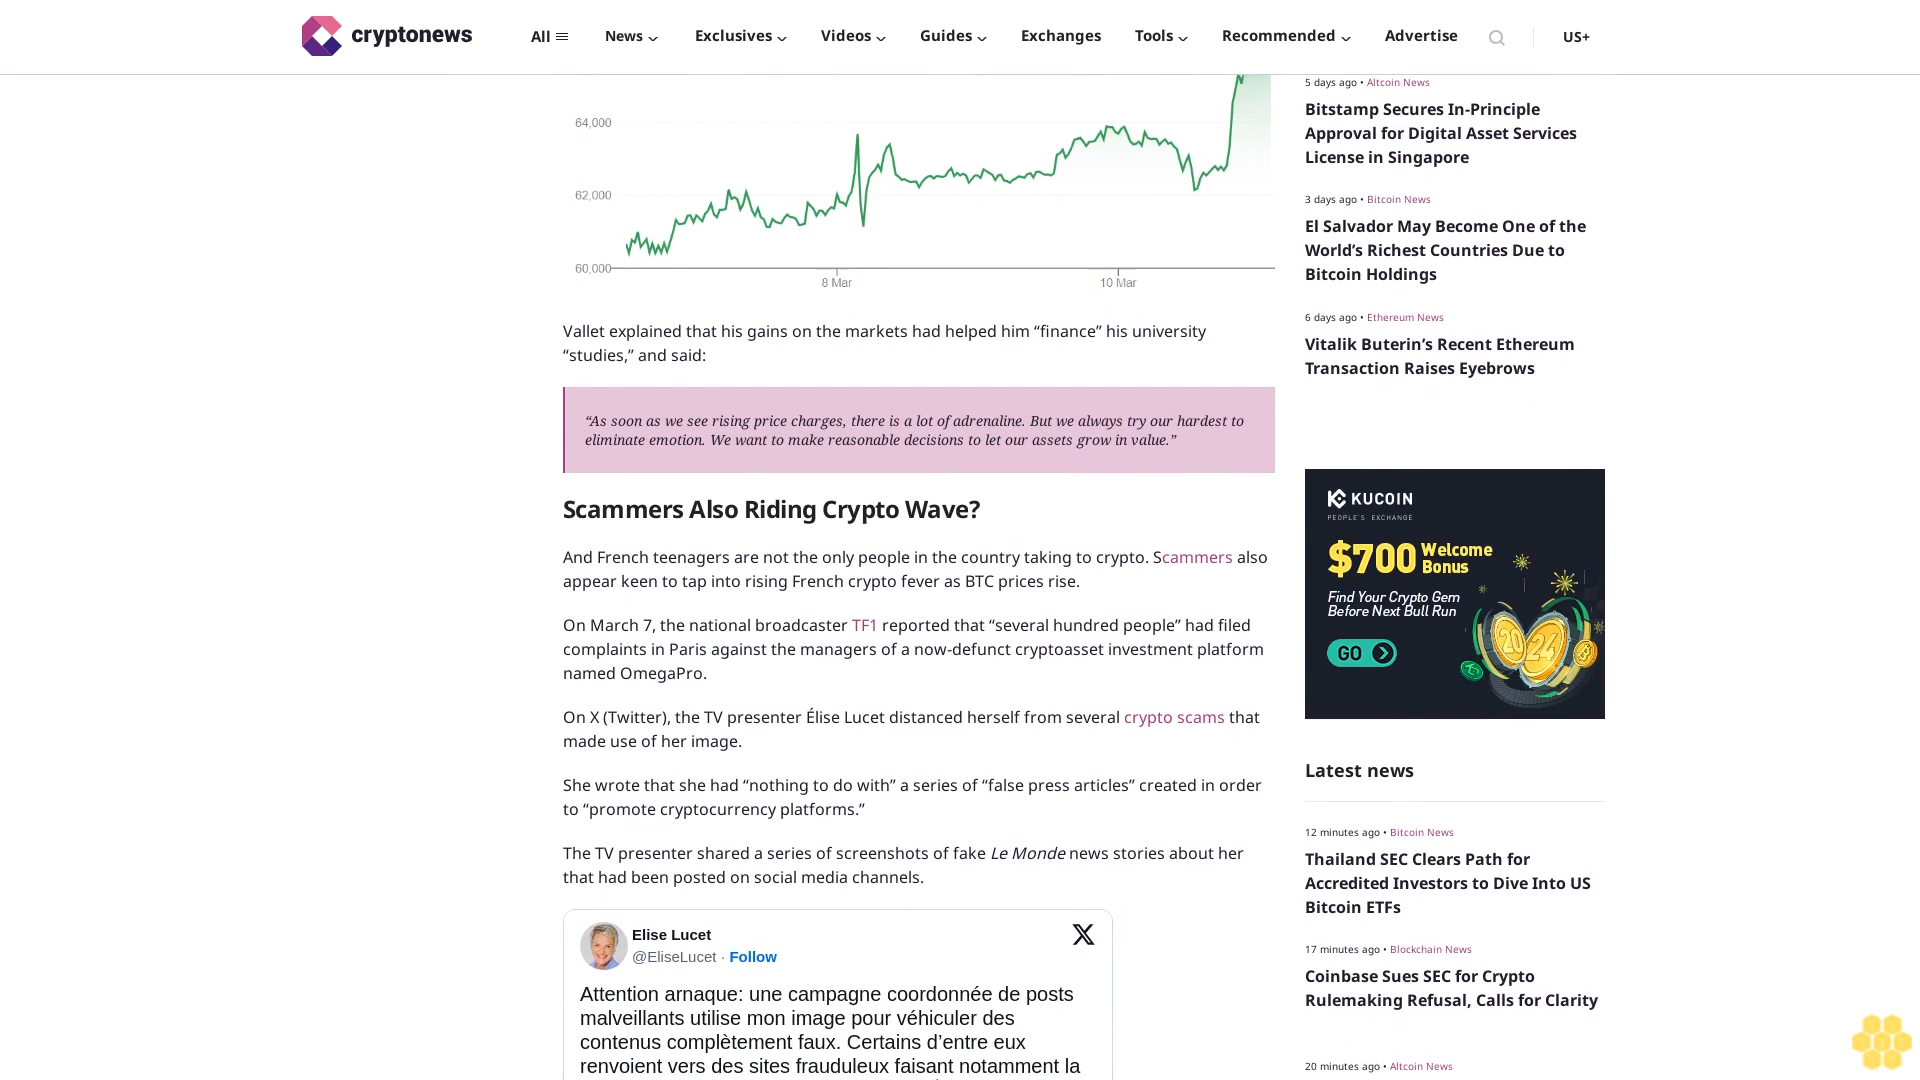 cryptonews
All
News
Exclusives
Videos
Guides
Exchanges
Tools
Recommended
Advertise
US+
64,000
62,000
60,000
8 Mar
10 Mar
Vallet explained that his gains on the markets had helped him “finance” his university
“studies,” and said:
“As soon as we see rising price charges, there is a lot of adrenaline. But we always try our hardest to
eliminate emotion. We want to make reasonable decisions to let our assets grow in value.”
Scammers Also Riding Crypto Wave?
And French teenagers are not the only people in the country taking to crypto. Scammers also
appear keen to tap into rising French crypto fever as BTC prices rise.
On March 7, the national broadcaster TF1 reported that “several hundred people” had filed
complaints in Paris against the managers of a now-defunct cryptoasset investment platform
named OmegaPro.
On X (Twitter), the TV presenter Élise Lucet distanced herself from several crypto scams that
made use of her image.
She wrote that she had “nothing to do with” a series of “false press articles” created in order
to “promote cryptocurrency platforms.”
The TV presenter shared a series of screenshots of fake Le Monde news stories about her
that had been posted on social media channels.
Elise Lucet
@EliseLucet · Follow
Attention arnaque: une campagne coordonnée de posts
malveillants utilise mon image pour véhiculer des
contenus complètement faux. Certains d’entre eux
renvoient vers des sites frauduleux faisant notamment la
5 days ago • Altcoin News
Bitstamp Secures In-Principle
Approval for Digital Asset Services
License in Singapore
3 days ago • Bitcoin News
El Salvador May Become One of the
World’s Richest Countries Due to
Bitcoin Holdings
6 days ago • Ethereum News
Vitalik Buterin’s Recent Ethereum
Transaction Raises Eyebrows
KUCOIN
PEOPLE'S EXCHANGE
$700 Welcome
Bonus
Find Your Crypto Gem
Before Next Bull Run
GO
20 24
Latest news
12 minutes ago • Bitcoin News
Thailand SEC Clears Path for
Accredited Investors to Dive Into US
Bitcoin ETFs
17 minutes ago • Blockchain News
Coinbase Sues SEC for Crypto
Rulemaking Refusal, Calls for Clarity
20 minutes ago • Altcoin News